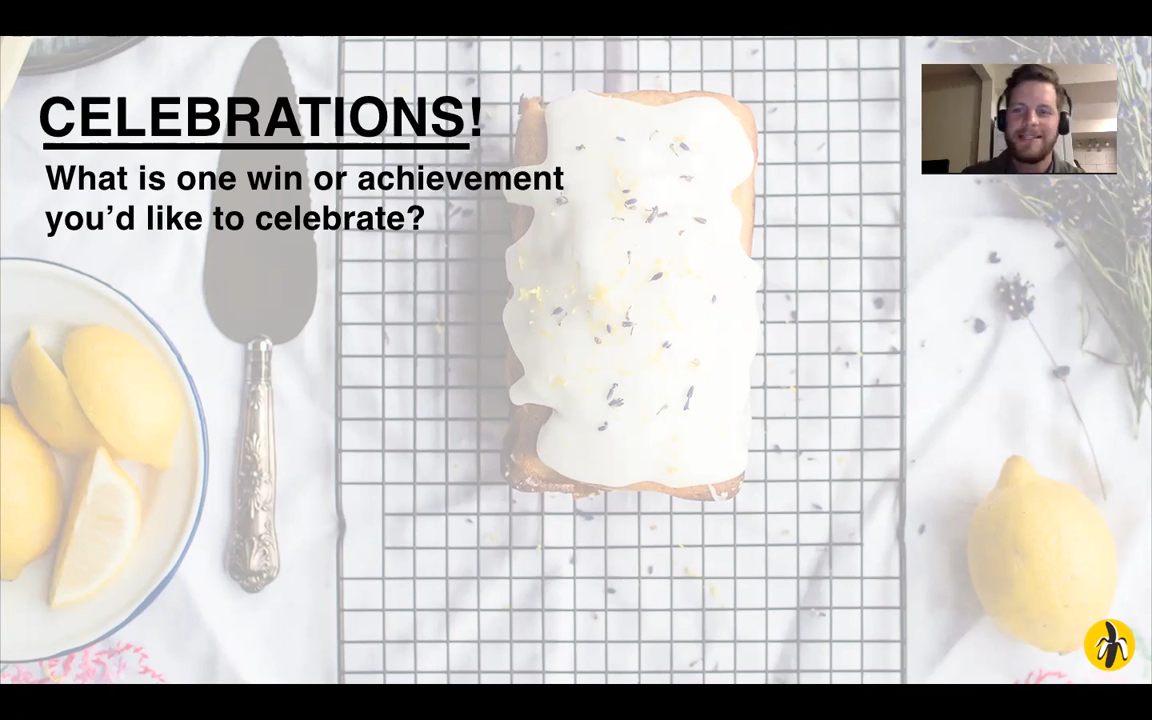 CELEBRATIONS!
What is one win or achievement
you’d like to celebrate?